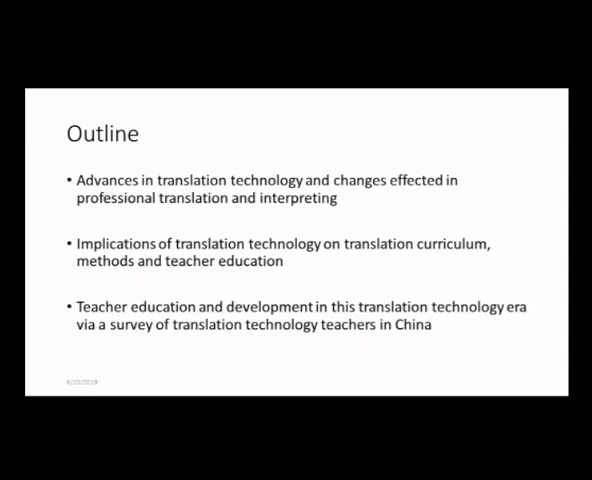 Outline
• Advances in translation technology and changes effected in
professional translation and interpreting
• Implications of translation technology on translation curriculum,
methods and teacher education
• Teacher education and development in this translation technology era
via a survey of translation technology teachers in China